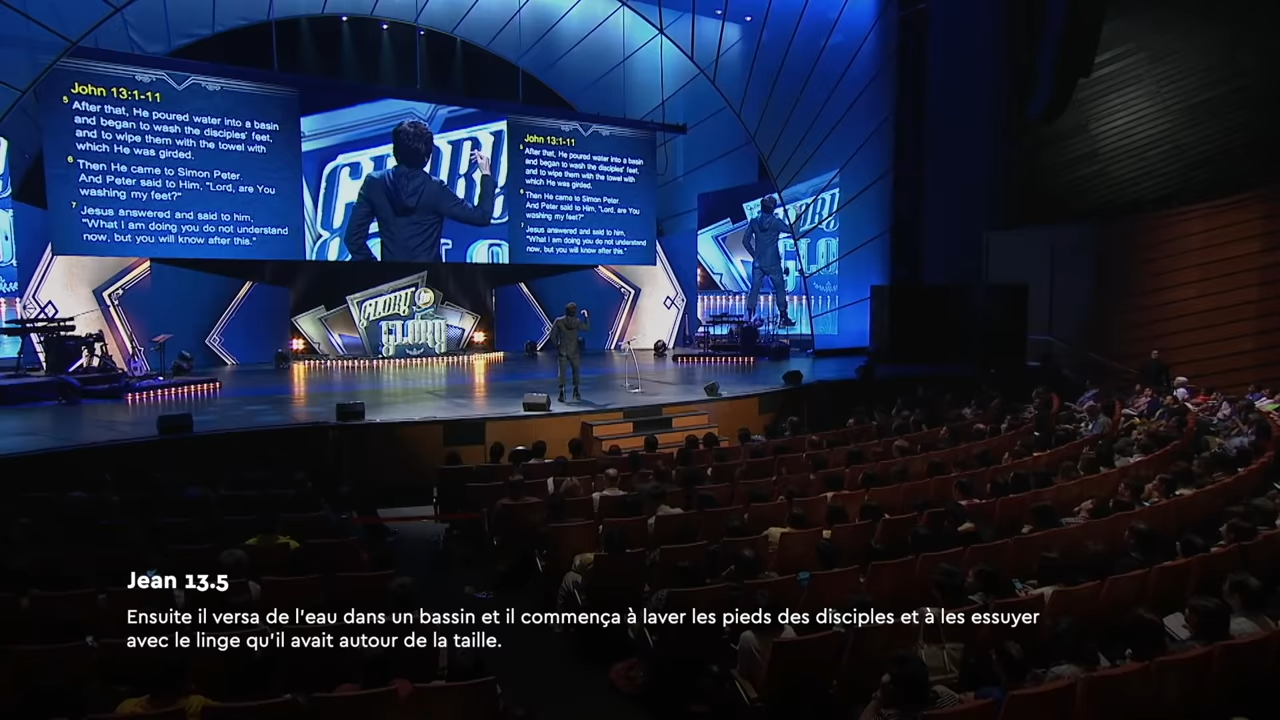 John 13:1-11
5 After that, He poured water into a basin
and began to wash the disciples' feet,
and to wipe them with the towel with
which He was girded.
6 Then He came to Simon Peter.
And Peter said to Him, "Lord, are You
washing my feet?"
7 Jesus answered and said to him,
"What I am doing you do not understand
now, but you will know after this."
John 13:1-11
5 After that, He poured water into a basin
and began to wash the disciples' feet,
and to wipe them with the towel with
which He was girded.
6 Then He came to Simon Peter.
And Peter said to Him, "Lord, are You
washing my feet?"
7 Jesus answered and said to him,
"What I am doing you do not understand
now, but you will know after this."
GLORY
GLORY
Jean 13.5
Ensuite il versa de l'eau dans un bassin et il commença à laver les pieds des disciples et à les essuyer
avec le linge qu'il avait autour de la taille.